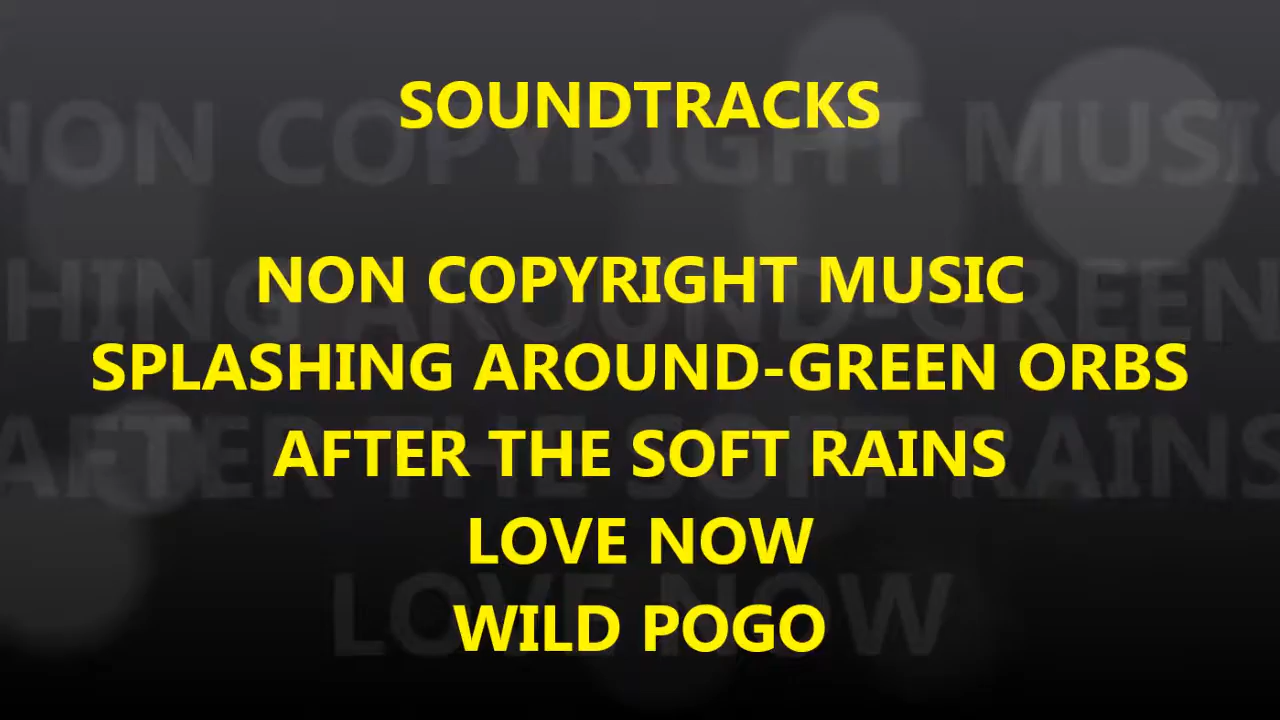 SOUNDTRACKS
NON COPYRIGHT MUSIC
SPLASHING AROUND-GREEN ORBS
AFTER THE SOFT RAINS
LOVE NOW
WILD POGO